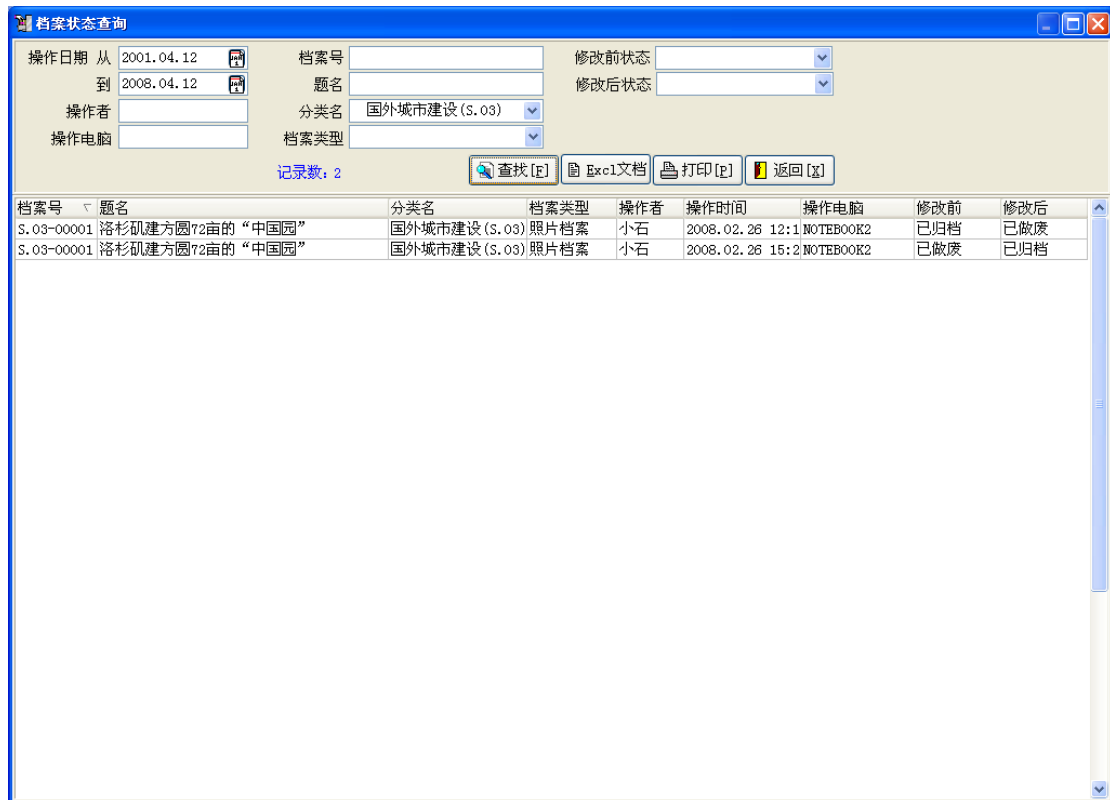 档案状态查询
操作日期 从 2001.04.12 档案号 修改前状态
到 2008.04.12 题名 修改后状态
操作者 分类名 国外城市建设(S.03)
操作电脑 档案类型
记录数: 2 查找[F] Excl文档 打印[P] 返回[X]
档案号 题名 分类名 档案类型 操作者 操作时间 操作电脑 修改前 修改后
S.03-00001 洛杉矶建方圆72亩的“中国园” 国外城市建设(S.03) 照片档案 小石 2008.02.26 12:1 NOTEBOOK2 已归档 已做废
S.03-00001 洛杉矶建方圆72亩的“中国园” 国外城市建设(S.03) 照片档案 小石 2008.02.26 15:2 NOTEBOOK2 已做废 已归档